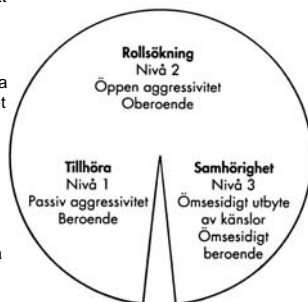 Rollsökning
Nivå 2
Öppen aggressivitet
Oberoende
Tillhöra
Nivå 1
Passiv aggressivitet
Beroende
Samhörighet
Nivå 3
Ömsesidigt utbyte
av känslor
Ömsesidigt
beroende